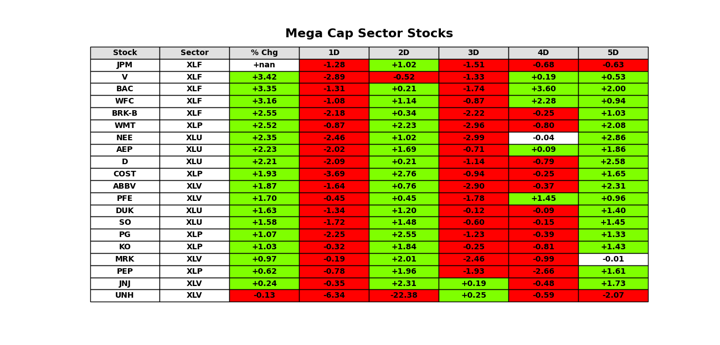 Mega Cap Sector Stocks
Stock Sector % Chg 1D 2D 3D 4D 5D
JPM XLF +nan -1.28 +1.02 -1.51 -0.68 -0.63
V XLF +3.42 -2.89 -0.52 -1.33 +0.19 +0.53
BAC XLF +3.35 -1.31 +0.21 -1.74 +3.60 +2.00
WFC XLF +3.16 -1.08 +1.14 -0.87 +2.28 +0.94
BRK-B XLF +2.55 -2.18 +0.34 -2.22 -0.25 +1.03
WMT XLP +2.52 -0.87 +2.23 -2.96 -0.80 +2.08
NEE XLU +2.35 -2.46 +1.02 -2.99 -0.04 +2.86
AEP XLU +2.23 -2.02 +1.69 -0.71 +0.09 +1.86
D XLU +2.21 -2.09 +0.21 -1.14 -0.79 +2.58
COST XLP +1.93 -3.69 +2.76 -0.94 -0.25 +1.65
ABBV XLV +1.87 -1.64 +0.76 -2.90 -0.37 +2.31
PFE XLV +1.70 -0.45 +0.45 -1.78 +1.45 +0.96
DUK XLU +1.63 -1.34 +1.20 -0.12 -0.09 +1.40
SO XLU +1.58 -1.72 +1.48 -0.60 -0.15 +1.45
PG XLP +1.07 -2.25 +2.55 -1.23 -0.39 +1.33
KO XLP +1.03 -0.32 +1.84 -0.25 -0.81 +1.43
MRK XLV +0.97 -0.19 +2.01 -2.46 -0.99 -0.01
PEP XLP +0.62 -0.78 +1.96 -1.93 -2.66 +1.61
JNJ XLV +0.24 -0.35 +2.31 +0.19 -0.48 +1.73
UNH XLV -0.13 -6.34 -22.38 +0.25 -0.59 -2.07